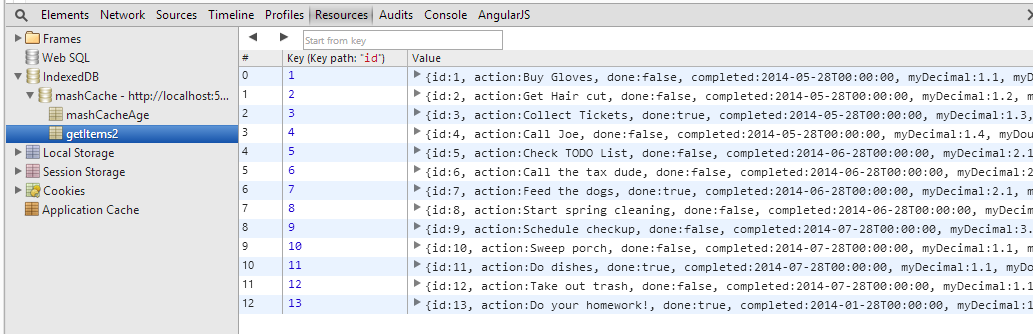 Elements Network Sources Timeline Profiles Resources Audits Console AngularJS
Frames
Web SQL
IndexedDB
mashCache - http://localhost:5...
mashCacheAge
getItems2
Local Storage
Session Storage
Cookies
Application Cache
Start from key
# Key (Key path: "id") Value
0 1 {id:1, action:Buy Gloves, done:false, completed:2014-05-28T00:00:00, myDecimal:1.1, m
1 2 {id:2, action:Get Hair cut, done:false, completed:2014-05-28T00:00:00, myDecimal:1.2,
2 3 {id:3, action:Collect Tickets, done:true, completed:2014-05-28T00:00:00, myDecimal:1.3,
3 4 {id:4, action:Call Joe, done:false, completed:2014-05-28T00:00:00, myDecimal:1.4, myDou
4 5 {id:5, action:Check TODO List, done:false, completed:2014-06-28T00:00:00, myDecimal:2.1
5 6 {id:6, action:Call the tax dude, done:false, completed:2014-06-28T00:00:00, myDecimal:2
6 7 {id:7, action:Feed the dogs, done:true, completed:2014-06-28T00:00:00, myDecimal:2.1, m
7 8 {id:8, action:Start spring cleaning, done:false, completed:2014-06-28T00:00:00, myDecim
8 9 {id:9, action:Schedule checkup, done:false, completed:2014-07-28T00:00:00, myDecimal:3.
9 10 {id:10, action:Sweep porch, done:false, completed:2014-07-28T00:00:00, myDecimal:1.1, m
10 11 {id:11, action:Do dishes, done:true, completed:2014-07-28T00:00:00, myDecimal:1.1, myDo
11 12 {id:12, action:Take out trash, done:false, completed:2014-07-28T00:00:00, myDecimal:1.1
12 13 {id:13, action:Do your homework!, done:true, completed:2014-01-28T00:00:00, myDecimal:1